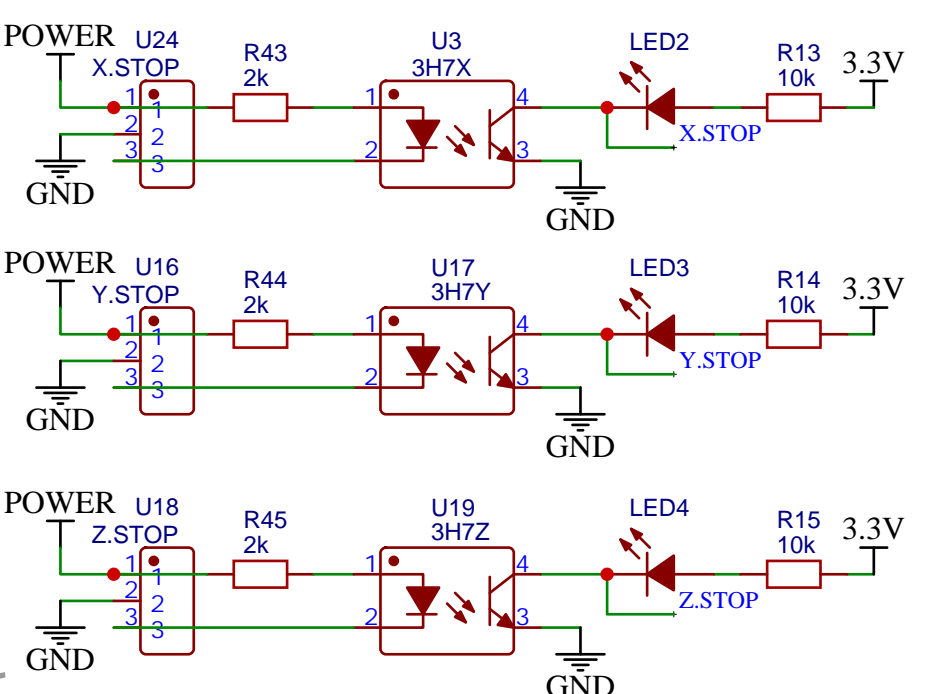 POWER U24 R43 U3 LED2 R13 3.3V
X.STOP 2k 3H7X 10k
1 1 1 4
2 2 X.STOP
3 3 2 3
GND GND
POWER U16 R44 U17 LED3 R14 3.3V
Y.STOP 2k 3H7Y 10k
1 1 1 4
2 2 Y.STOP
3 3 2 3
GND GND
POWER U18 R45 U19 LED4 R15 3.3V
Z.STOP 2k 3H7Z 10k
1 1 1 4
2 2 Z.STOP
3 3 2 3
GND GND